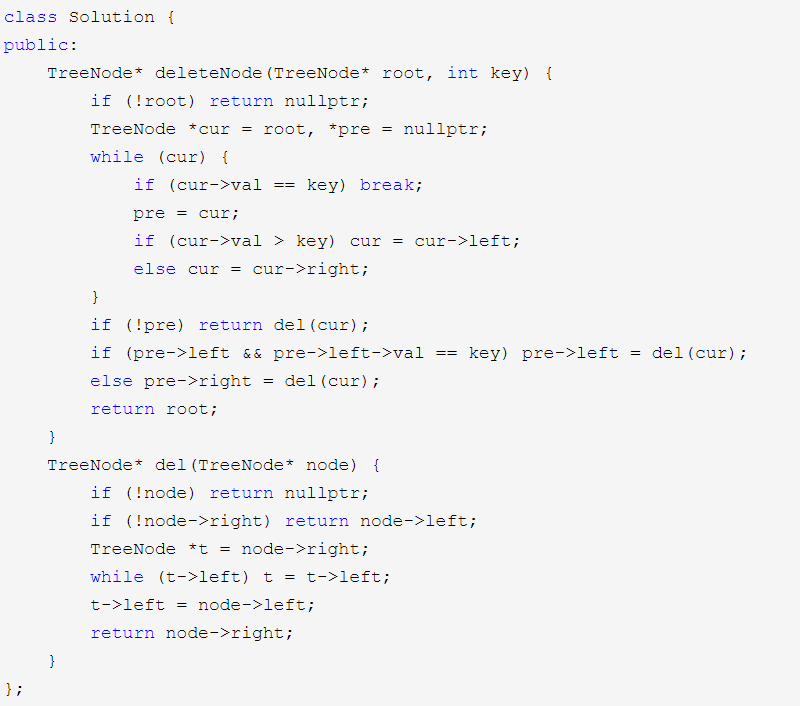 class Solution {
public:
    TreeNode* deleteNode(TreeNode* root, int key) {
        if (!root) return nullptr;
        TreeNode *cur = root, *pre = nullptr;
        while (cur) {
            if (cur->val == key) break;
            pre = cur;
            if (cur->val > key) cur = cur->left;
            else cur = cur->right;
        }
        if (!pre) return del(cur);
        if (pre->left && pre->left->val == key) pre->left = del(cur);
        else pre->right = del(cur);
        return root;
    }
    TreeNode* del(TreeNode* node) {
        if (!node) return nullptr;
        if (!node->right) return node->left;
        TreeNode *t = node->right;
        while (t->left) t = t->left;
        t->left = node->left;
        return node->right;
    }
};